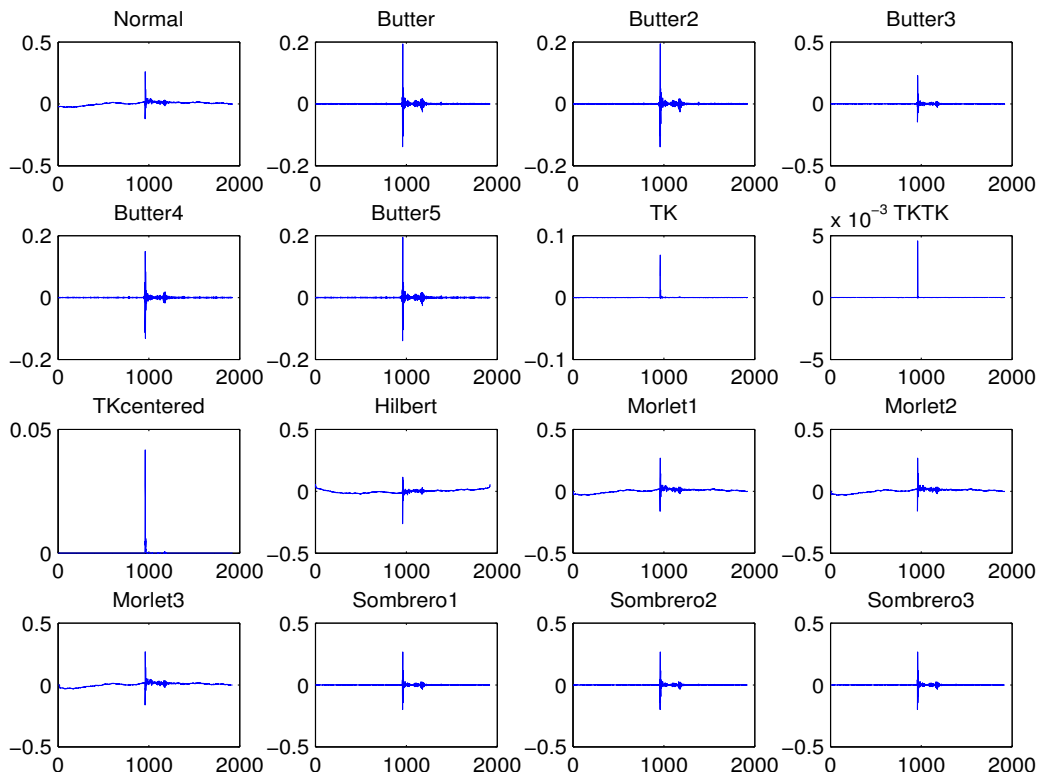 Normal Butter Butter2 Butter3
0.5 0.2 0.2 0.5
0 0 0 0
−0.5 −0.2 −0.2 −0.5
0 1000 2000 0 1000 2000 0 1000 2000 0 1000 2000
Butter4 Butter5 TK x 10−3 TKTK
0.2 0.2 0.1 5
0 0 0 0
−0.2 −0.2 −0.1 −5
0 1000 2000 0 1000 2000 0 1000 2000 0 1000 2000
TKcentered Hilbert Morlet1 Morlet2
0.05 0.5 0.5 0.5
0 0 0
0 −0.5 −0.5 −0.5
0 1000 2000 0 1000 2000 0 1000 2000 0 1000 2000
Morlet3 Sombrero1 Sombrero2 Sombrero3
0.5 0.5 0.5 0.5
0 0 0 0
−0.5 −0.5 −0.5 −0.5
0 1000 2000 0 1000 2000 0 1000 2000 0 1000 2000